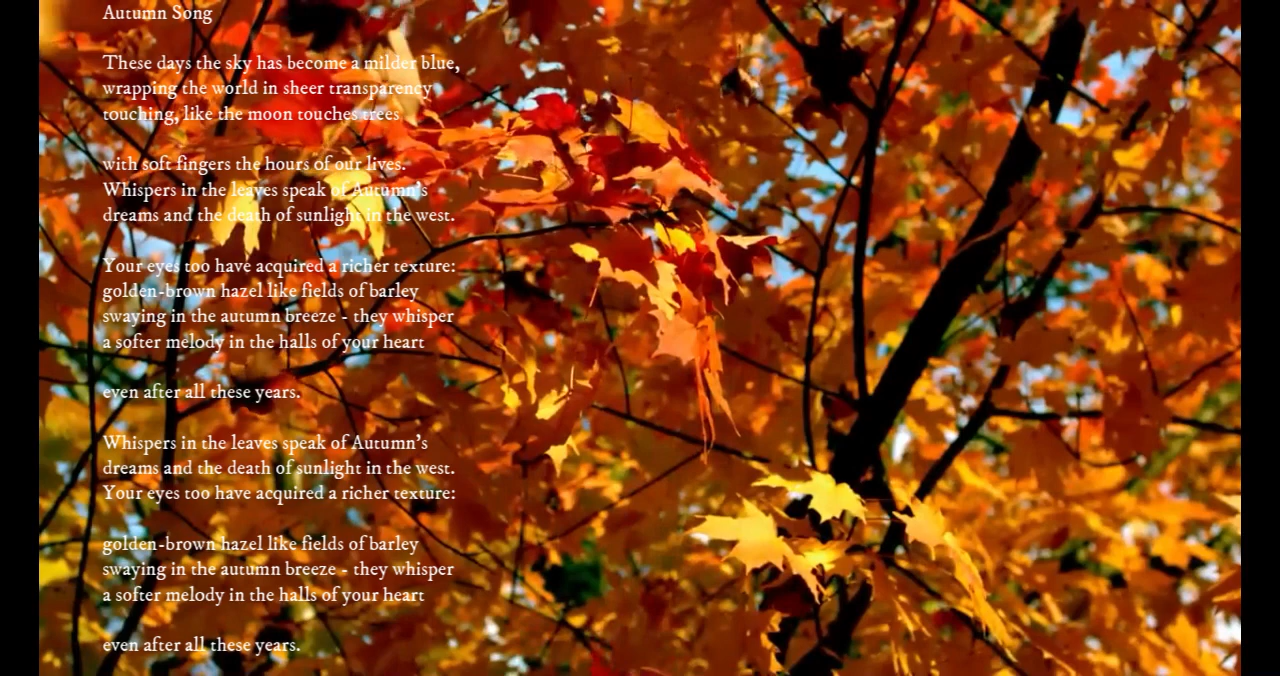 Autumn Song
These days the sky has become a milder blue,
wrapping the world in sheer transparency
touching, like the moon touches trees
with soft fingers the hours of our lives.
Whispers in the leaves speak of Autumn's
dreams and the death of sunlight in the west.
Your eyes too have acquired a richer texture:
golden-brown hazel like fields of barley
swaying in the autumn breeze - they whisper
a softer melody in the halls of your heart
even after all these years.
Whispers in the leaves speak of Autumn's
dreams and the death of sunlight in the west.
Your eyes too have acquired a richer texture:
golden-brown hazel like fields of barley
swaying in the autumn breeze - they whisper
a softer melody in the halls of your heart
even after all these years.